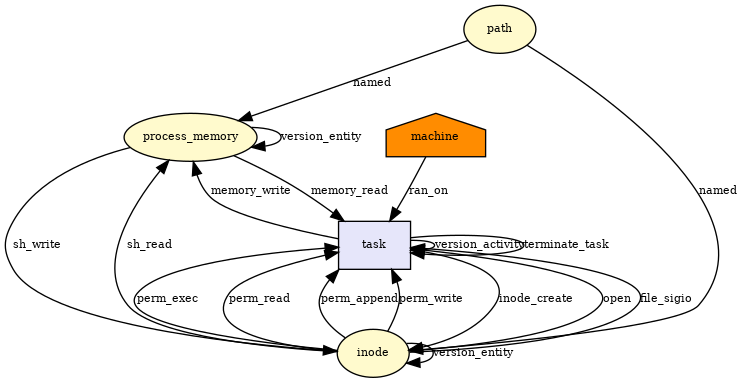 path
named
process_memory
version_entity
machine
memory_write
memory_read
ran_on
named
sh_write
sh_read
task
version_activity
terminate_task
perm_exec
perm_read
perm_append
perm_write
inode_create
open
file_sigio
inode
version_entity